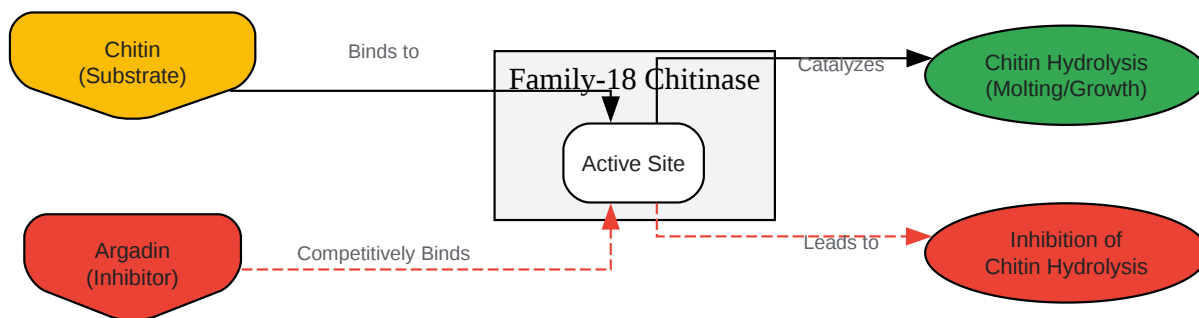 Chitin
(Substrate)
Binds to
Family-18 Chitinase
Catalyzes
Chitin Hydrolysis
(Molting/Growth)
Active Site
Argadin
(Inhibitor)
Competitively Binds
Leads to
Inhibition of
Chitin Hydrolysis